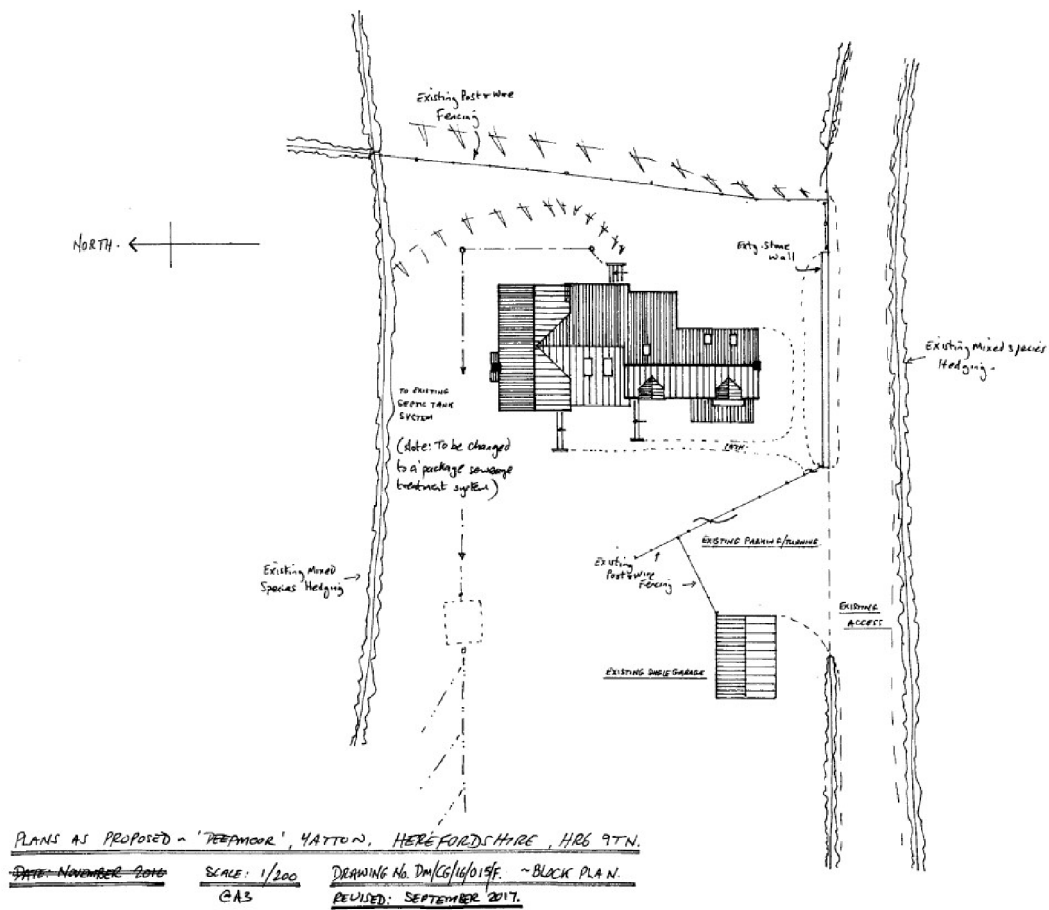 Existing Post & Wire
Fencing
NORTH.
Extg. Stone
Wall
Existing Mixed Species
Hedging
TO EXISTING
SEPTIC TANK
SYSTEM
(Note: To be changed
to a package sewage
treatment system)
PATH.
EXISTING PARKING/TURNING
Existing
Post & Wire
Fencing
Existing Mixed
Species Hedging
EXISTING
ACCESS
EXISTING SINGLE GARAGE
PLANS AS PROPOSED ~ 'DEEPMOOR', YATTON, HEREFORDSHIRE, HR6 9TN.
DATE: NOVEMBER 2016 SCALE: 1/200 DRAWING No. DM/CG/16/015/F. ~ BLOCK PLAN.
@A3 REVISED: SEPTEMBER 2017.